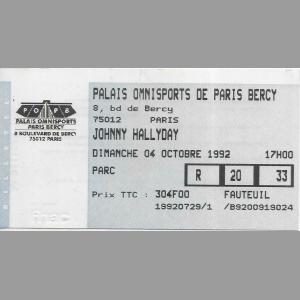 POPB
PALAIS OMNISPORTS
PARIS BERCY
8 BOULEVARD DE BERCY
75012 PARIS
PALAIS OMNISPORTS DE PARIS BERCY
8, bd de Bercy
75012 PARIS
JOHNNY HALLYDAY
DIMANCHE 04 OCTOBRE 1992 17H00
PARC R 20 33
Prix TTC : 304F00 FAUTEUIL
19920729/1 /B9200919024
fnac